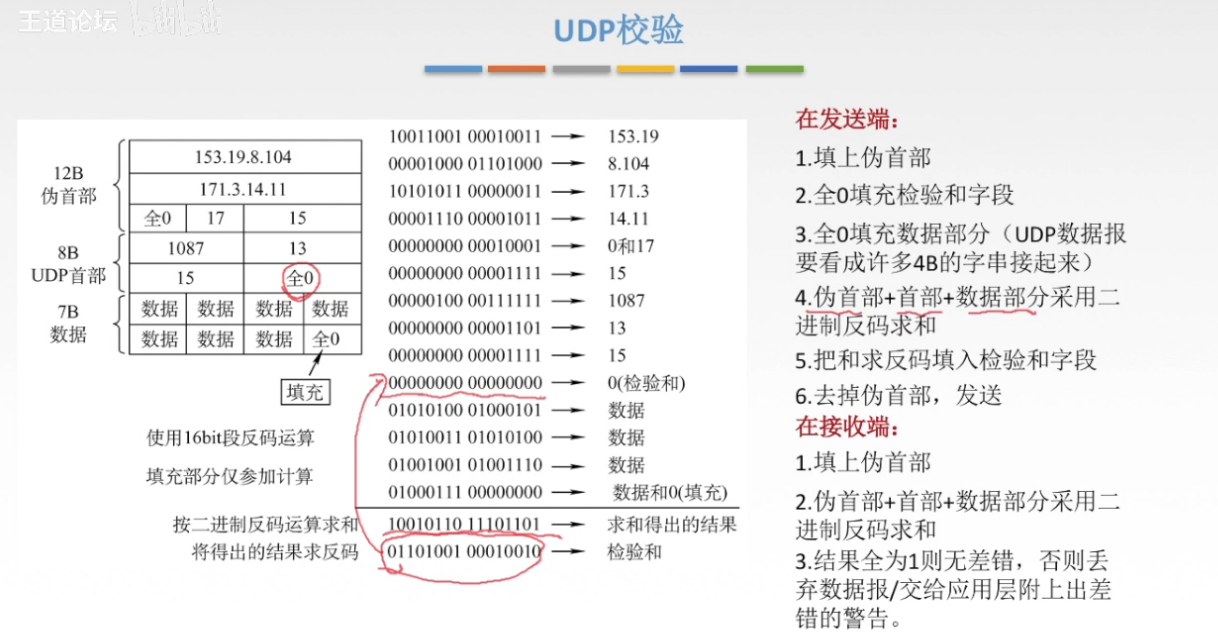 王道论坛
UDP校验
12B
伪首部
153.19.8.104
171.3.14.11
全0 17 15
8B
UDP首部
1087 13
15 全0
7B
数据
数据 数据 数据 数据
数据 数据 数据 全0
填充
使用16bit段反码运算
填充部分仅参加计算
10011001 00010011 → 153.19
00001000 01101000 → 8.104
10101011 00000011 → 171.3
00001110 00001011 → 14.11
00000000 00010001 → 0和17
00000000 00001111 → 15
00000100 00111111 → 1087
00000000 00001101 → 13
00000000 00001111 → 15
00000000 00000000 → 0(检验和)
01010100 01000101 → 数据
01010011 01010100 → 数据
01001001 01001110 → 数据
01000111 00000000 → 数据和0(填充)
按二进制反码运算求和 10010110 11101101 → 求和得出的结果
将得出的结果求反码 01101001 00010010 → 检验和
在发送端：
1.填上伪首部
2.全0填充检验和字段
3.全0填充数据部分（UDP数据报
要看成许多4B的字串接起来）
4.伪首部+首部+数据部分采用二
进制反码求和
5.把和求反码填入检验和字段
6.去掉伪首部，发送
在接收端：
1.填上伪首部
2.伪首部+首部+数据部分采用二
进制反码求和
3.结果全为1则无差错，否则丢
弃数据报/交给应用层附上出差
错的警告。